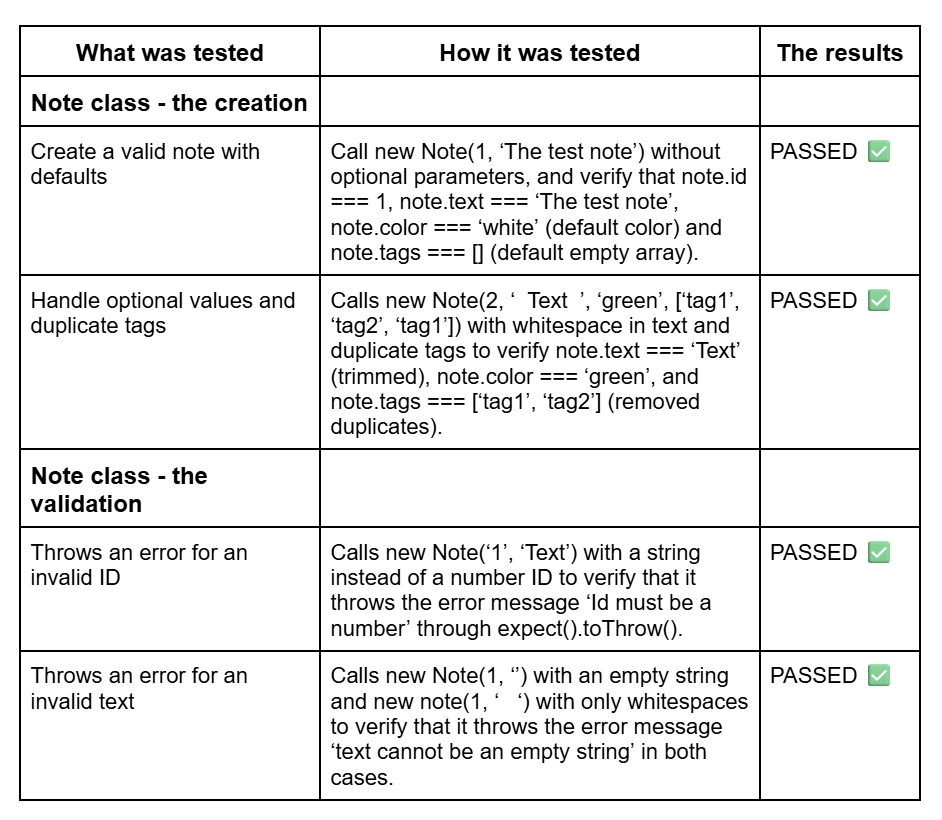 What was tested How it was tested The results
Note class - the creation
Create a valid note with
defaults
Call new Note(1, ‘The test note’) without
optional parameters, and verify that note.id
=== 1, note.text === ‘The test note’,
note.color === ‘white’ (default color) and
note.tags === [] (default empty array).
PASSED ✅
Handle optional values and
duplicate tags
Calls new Note(2, ‘  Text  ’, ‘green’, [‘tag1’,
‘tag2’, ‘tag1’]) with whitespace in text and
duplicate tags to verify note.text === ‘Text’
(trimmed), note.color === ‘green’, and
note.tags === [‘tag1’, ‘tag2’] (removed
duplicates).
PASSED ✅
Note class - the
validation
Throws an error for an
invalid ID
Calls new Note(‘1’, ‘Text’) with a string
instead of a number ID to verify that it
throws the error message ‘Id must be a
number’ through expect().toThrow().
PASSED ✅
Throws an error for an
invalid text
Calls new Note(1, ‘’) with an empty string
and new note(1, ‘   ‘) with only whitespaces
to verify that it throws the error message
‘text cannot be an empty string’ in both
cases.
PASSED ✅